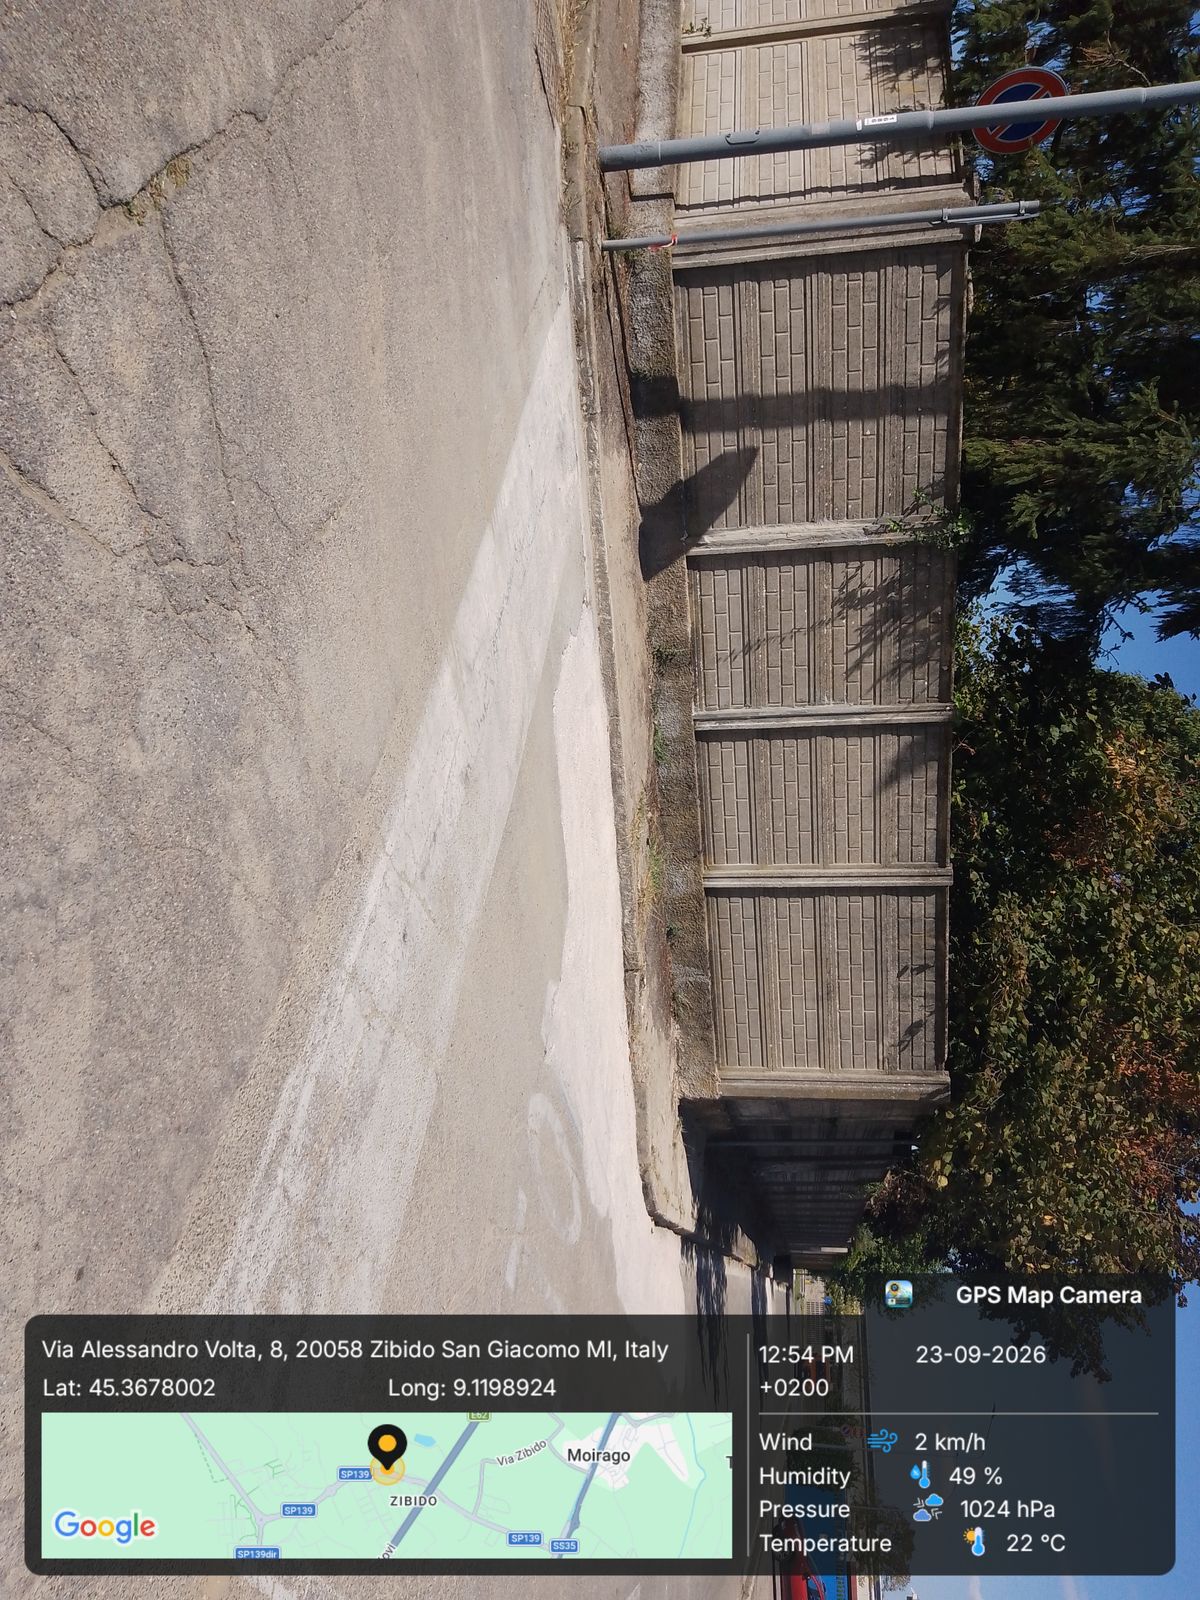 GPS Map Camera
Via Alessandro Volta, 8, 20058 Zibido San Giacomo MI, Italy
Lat: 45.3678002 Long: 9.1198924
12:54 PM 23-09-2026
+0200
Wind 2 km/h
Humidity 49 %
Pressure 1024 hPa
Temperature 22 °C
E62
Via Zibido
Moirago
SP139
ZIBIDO
SP139
SP139
SS35
SP139dir
ovi
T
Google